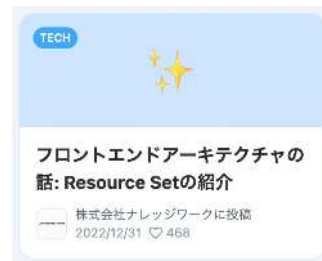 TECH
フロントエンドアーキテクチャの
話: Resource Setの紹介
株式会社ナレッジワークに投稿
2022/12/31 ♡ 468